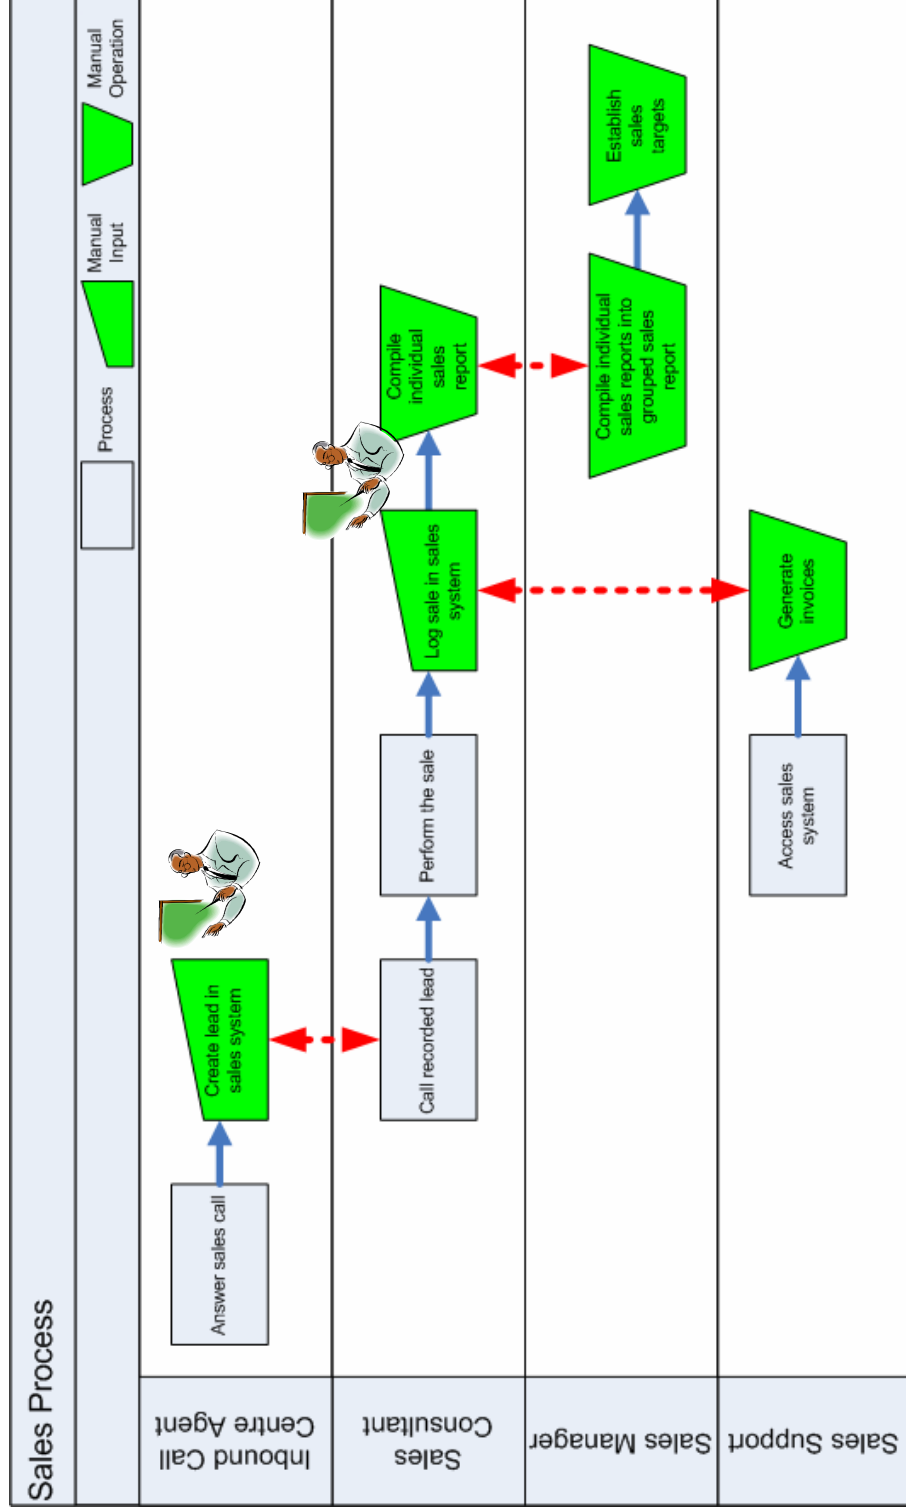 Sales Process
Process
Manual
Input
Manual
Operation
Inbound Call
Centre Agent
Answer sales call
Create lead in
sales system
Sales
Consultant
Call recorded lead
Perform the sale
Log sale in sales
system
Compile
individual
sales
report
Sales Manager
Compile individual
sales reports into
grouped sales
report
Establish
sales
targets
Sales Support
Access sales
system
Generate
invoices